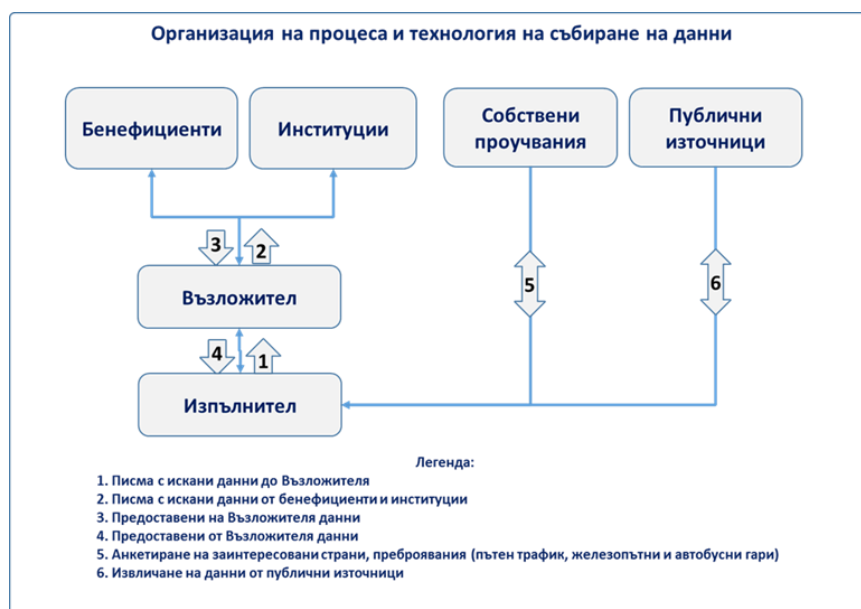 Организация на процеса и технология на събиране на данни
Бенефициенти
Институции
Собствени
проучвания
Публични
източници
3
2
5
6
Възложител
4
1
Изпълнител
Легенда:
1. Писма с искани данни до Възложителя
2. Писма с искани данни от бенефициенти и институции
3. Предоставени на Възложителя данни
4. Предоставени от Възложителя данни
5. Анкетиране на заинтересовани страни, преброявания (пътен трафик, железопътни и автобусни гари)
6. Извличане на данни от публични източници